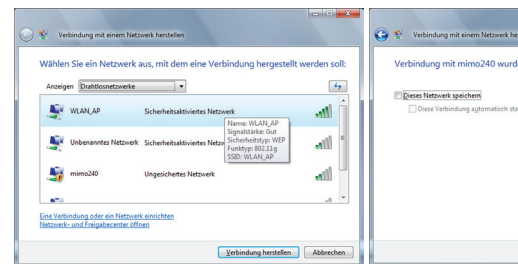 Verbindung mit einem Netzwerk herstellen
Wählen Sie ein Netzwerk aus, mit dem eine Verbindung hergestellt werden soll:
Anzeigen Drahtlosnetzwerke
WLAN_AP Sicherheitsaktiviertes Netzwerk
Name: WLAN_AP
Signalstärke: Gut
Sicherheitstyp: WEP
Funktyp: 802.11g
SSID: WLAN_AP
Unbenanntes Netzwerk Sicherheitsaktiviertes Netzw
mimo240 Ungesichertes Netzwerk
Eine Verbindung oder ein Netzwerk einrichten
Netzwerk- und Freigabecenter öffnen
Verbindung herstellen Abbrechen
Verbindung mit einem Netzwerk he
Verbindung mit mimo240 wurd
Dieses Netzwerk speichern
Diese Verbindung automatisch sta